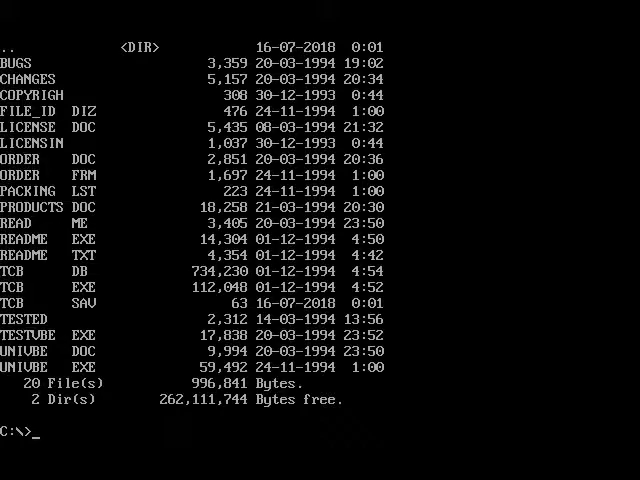 ..             <DIR>            16-07-2018  0:01
BUGS                      3,359 20-03-1994 19:02
CHANGES                   5,157 20-03-1994 20:34
COPYRIGH                    308 30-12-1993  0:44
FILE_ID  DIZ                476 24-11-1994  1:00
LICENSE  DOC              5,435 08-03-1994 21:32
LICENSIN                  1,037 30-12-1993  0:44
ORDER    DOC              2,851 20-03-1994 20:36
ORDER    FRM              1,697 24-11-1994  1:00
PACKING  LST                223 24-11-1994  1:00
PRODUCTS DOC             18,258 21-03-1994 20:30
READ     ME               3,405 20-03-1994 23:50
README   EXE             14,304 01-12-1994  4:50
README   TXT              4,354 01-12-1994  4:42
TCB      DB             734,230 01-12-1994  4:54
TCB      EXE            112,048 01-12-1994  4:52
TCB      SAV                 63 16-07-2018  0:01
TESTED                    2,312 14-03-1994 13:56
TESTVBE  EXE             17,838 20-03-1994 23:52
UNIVBE   DOC              9,994 20-03-1994 23:50
UNIVBE   EXE             59,492 24-11-1994  1:00
   20 File(s)           996,841 Bytes.
    2 Dir(s)        262,111,744 Bytes free.
C:\>_